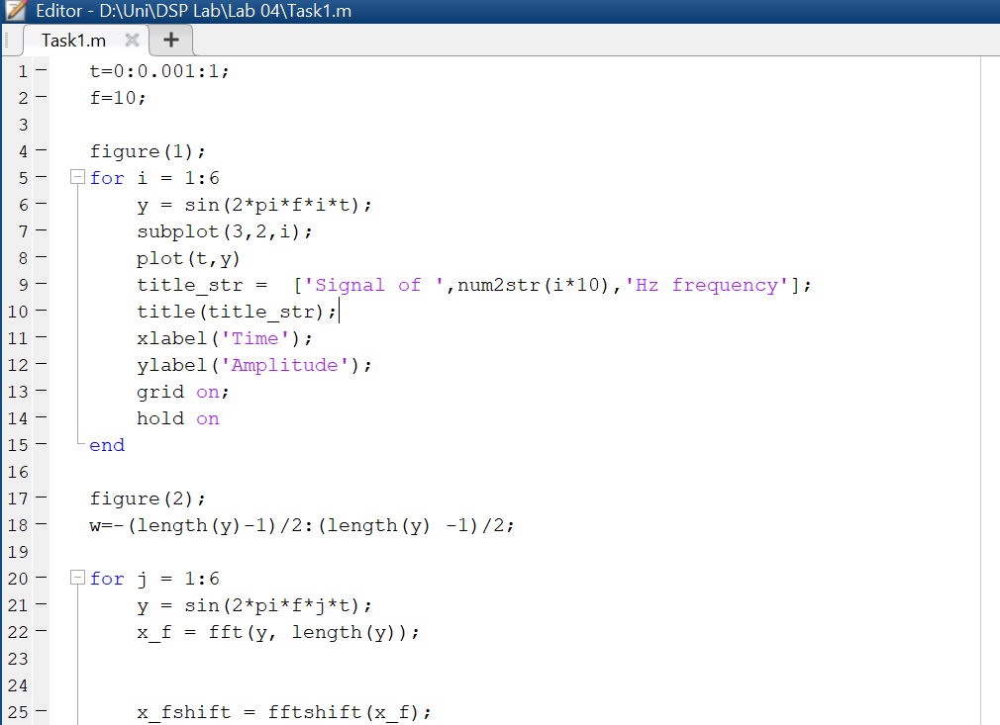 Editor - D:\Uni\DSP Lab\Lab 04\Task1.m
Task1.m
1 t=0:0.001:1;
2 f=10;
3
4 figure(1);
5 for i = 1:6
6 y = sin(2*pi*f*i*t);
7 subplot(3,2,i);
8 plot(t,y)
9 title_str =  ['Signal of ',num2str(i*10),'Hz frequency'];
10 title(title_str);
11 xlabel('Time');
12 ylabel('Amplitude');
13 grid on;
14 hold on
15 end
16
17 figure(2);
18 w=-(length(y)-1)/2:(length(y) -1)/2;
19
20 for j = 1:6
21 y = sin(2*pi*f*j*t);
22 x_f = fft(y, length(y));
23
24
25 x_fshift = fftshift(x_f);